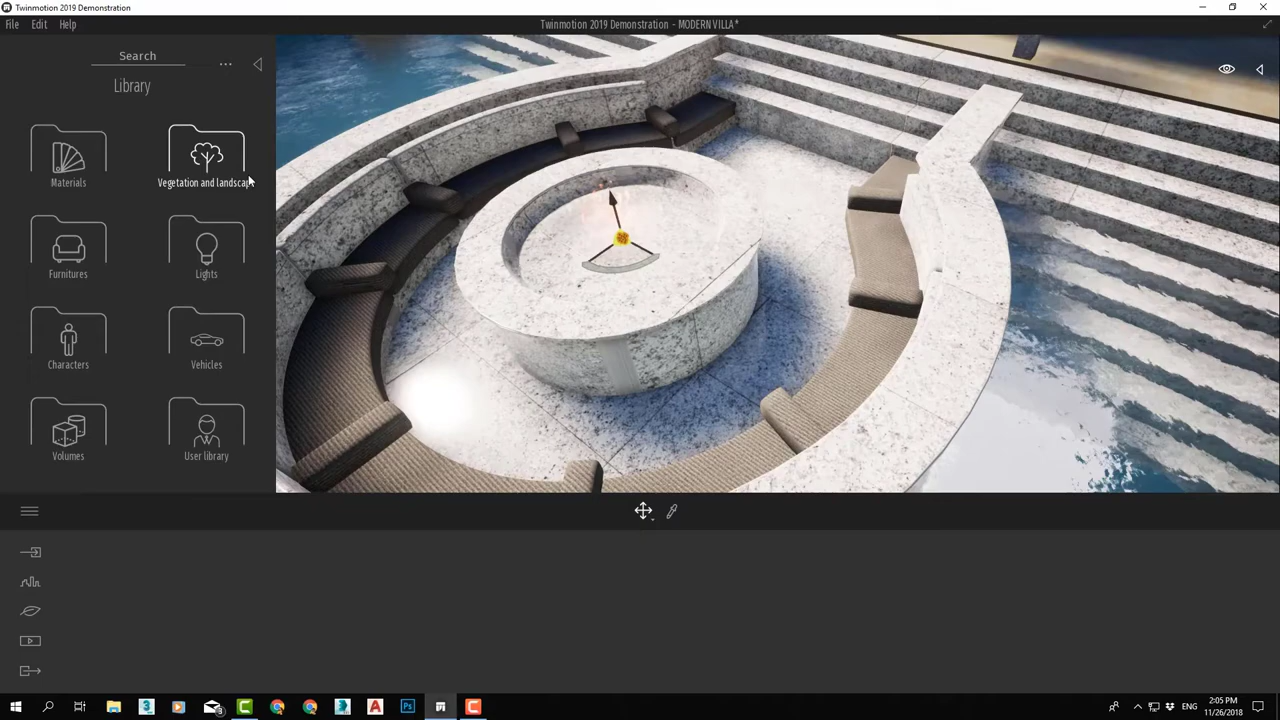 Twinmotion 2019 Demonstration
File Edit Help
Twinmotion 2019 Demonstration - MODERN VILLA*
Search
...
Library
Materials
Vegetation and landscap
Furnitures
Lights
Characters
Vehicles
Volumes
User library
ENG
2:05 PM
11/26/2018